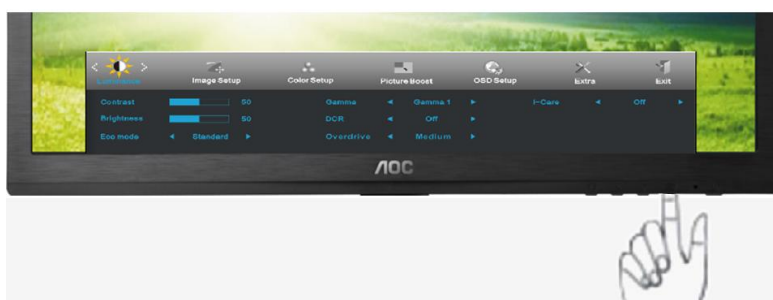 Luminance Image Setup Color Setup Picture Boost OSD Setup Extra Exit
Contrast 50 Gamma Gamma 1 I-Care Off
Brightness 50 DCR Off
Eco mode Standard Overdrive Medium
AOC